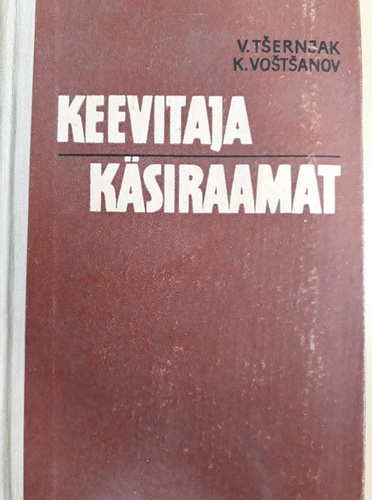 V. TŠERNJAK
K. VOŠTŠANOV
KEEVITAJA
KÄSIRAAMAT